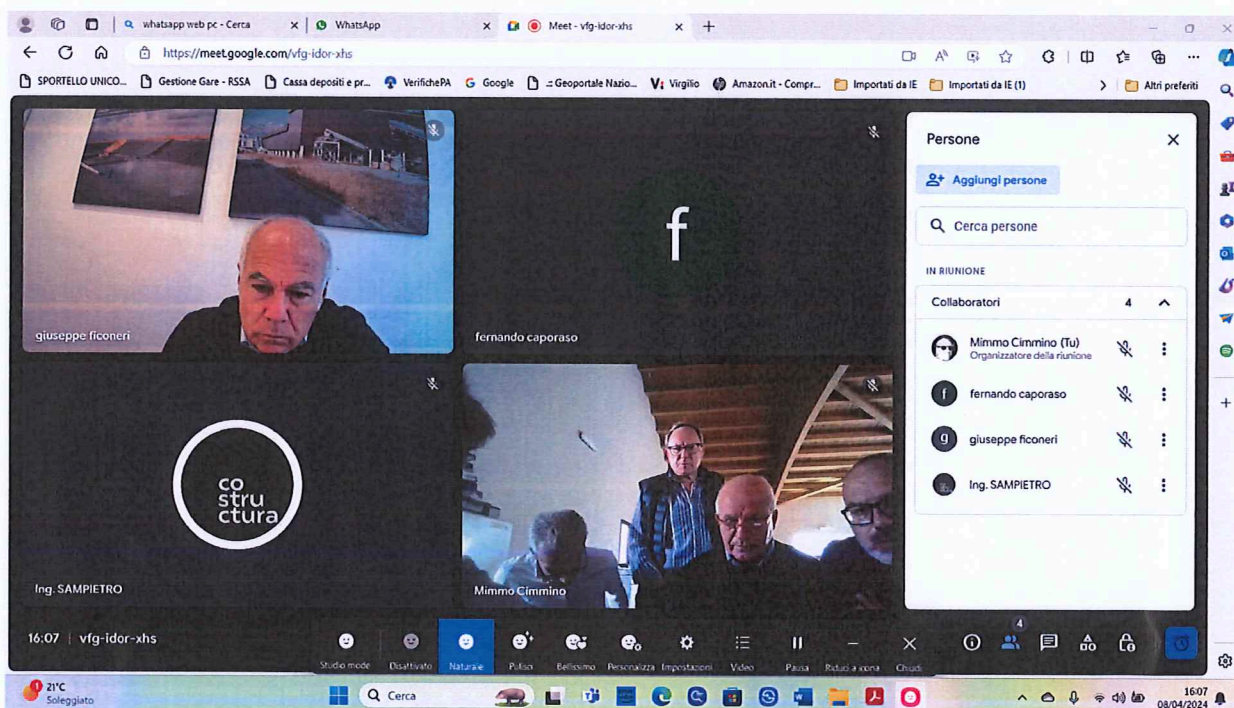 whatsapp web pc - Cerca
WhatsApp
Meet - vfg-idor-xhs
https://meet.google.com/vfg-idor-xhs
SPORTELLO UNICO...
Gestione Gare - RSSA
Cassa depositi e pr...
VerifichePA
Google
.:: Geoportale Nazio...
Virgilio
Amazon.it - Compr...
Importati da IE
Importati da IE (1)
Altri preferiti
giuseppe ficoneri
f
fernando caporaso
co
stru
ctura
Ing. SAMPIETRO
Mimmo Cimmino
Persone
Aggiungi persone
Cerca persone
IN RIUNIONE
Collaboratori 4
Mimmo Cimmino (Tu)
Organizzatore della riunione
f fernando caporaso
g giuseppe ficoneri
Ing. SAMPIETRO
16:07 | vfg-idor-xhs
Studio mode
Disattivato
Naturale
Pulisci
Bellissimo
Personalizza
Impostazioni
Video
Pausa
Riduci a icona
Chiudi
4
1
21°C
Soleggiato
Cerca
16:07
08/04/2024